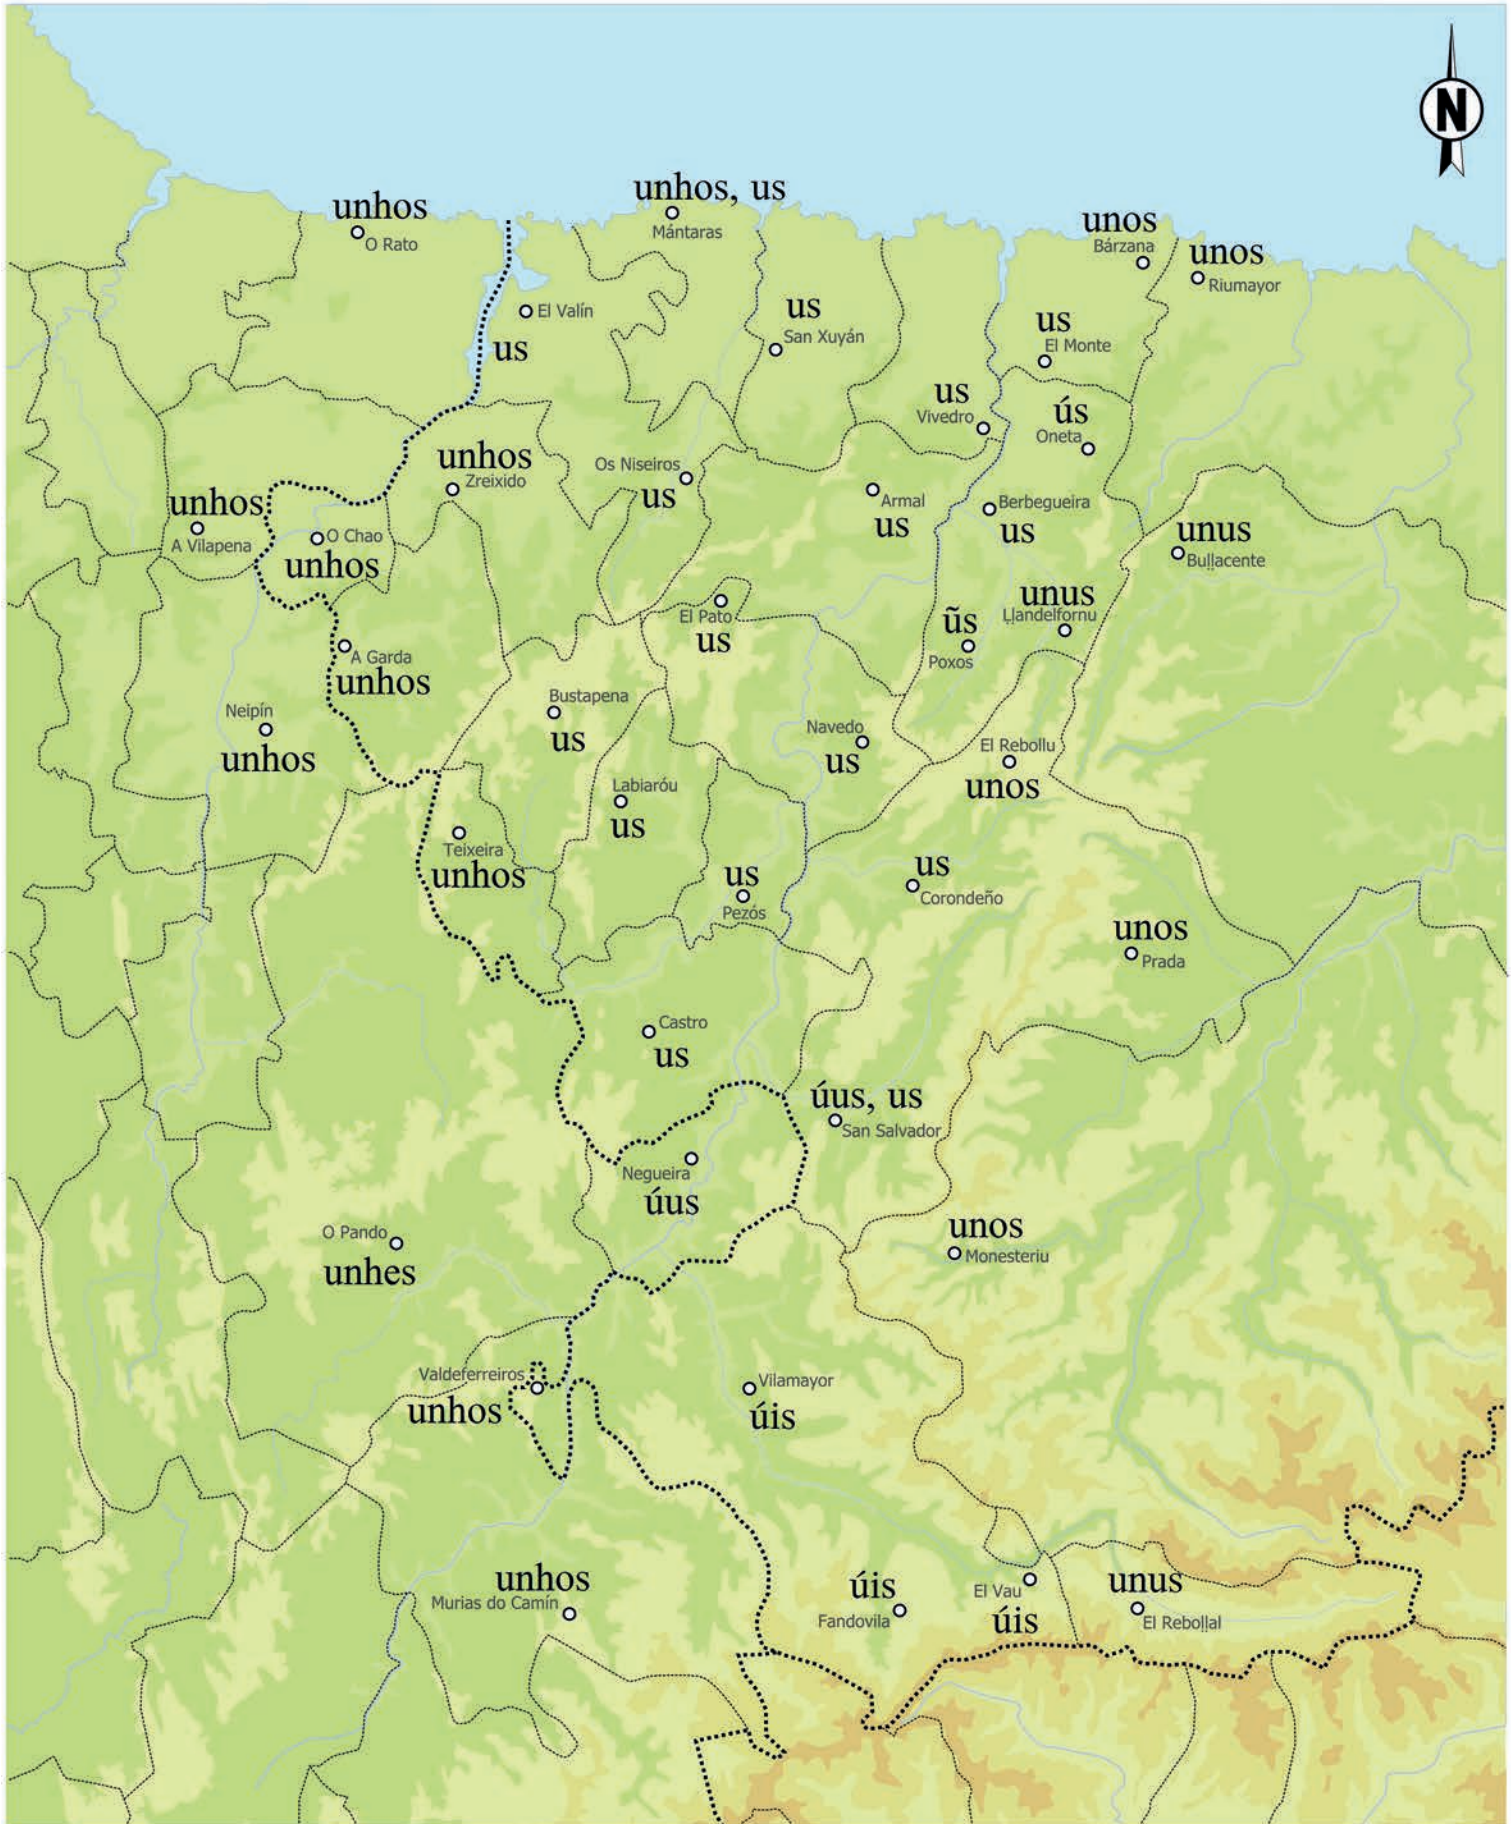 N
unhos, us
Mántaras
unhos
O Rato
unos
Bárzana
unos
Riumayor
El Valín
us
us
San Xuyán
us
El Monte
us
Vivedro
ús
Oneta
unhos
Zreixido
Os Niseiros
us
unhos
A Vilapena
O Chao
unhos
Armal
us
Berbegueira
us
unus
Buḷḷacente
El Pato
us
unus
Ḷḷandelfornu
ũs
Poxos
A Garda
unhos
Neipín
unhos
Bustapena
us
Navedo
us
El Rebollu
unos
Labiaróu
us
Teixeira
unhos
us
Pezós
us
Corondeño
unos
Prada
Castro
us
úus, us
San Salvador
Negueira
úus
O Pando
unhes
unos
Monesteriu
Valdeferreiros
unhos
Vilamayor
úis
unhos
Murias do Camín
úis
Fandovila
El Vau
úis
unus
El Reboḷḷal